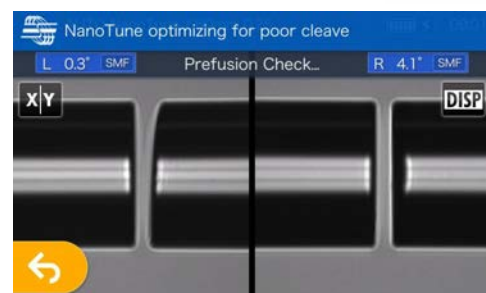 NanoTune optimizing for poor cleave
L 0.3° SMF Prefusion Check... R 4.1° SMF
X|Y DISP